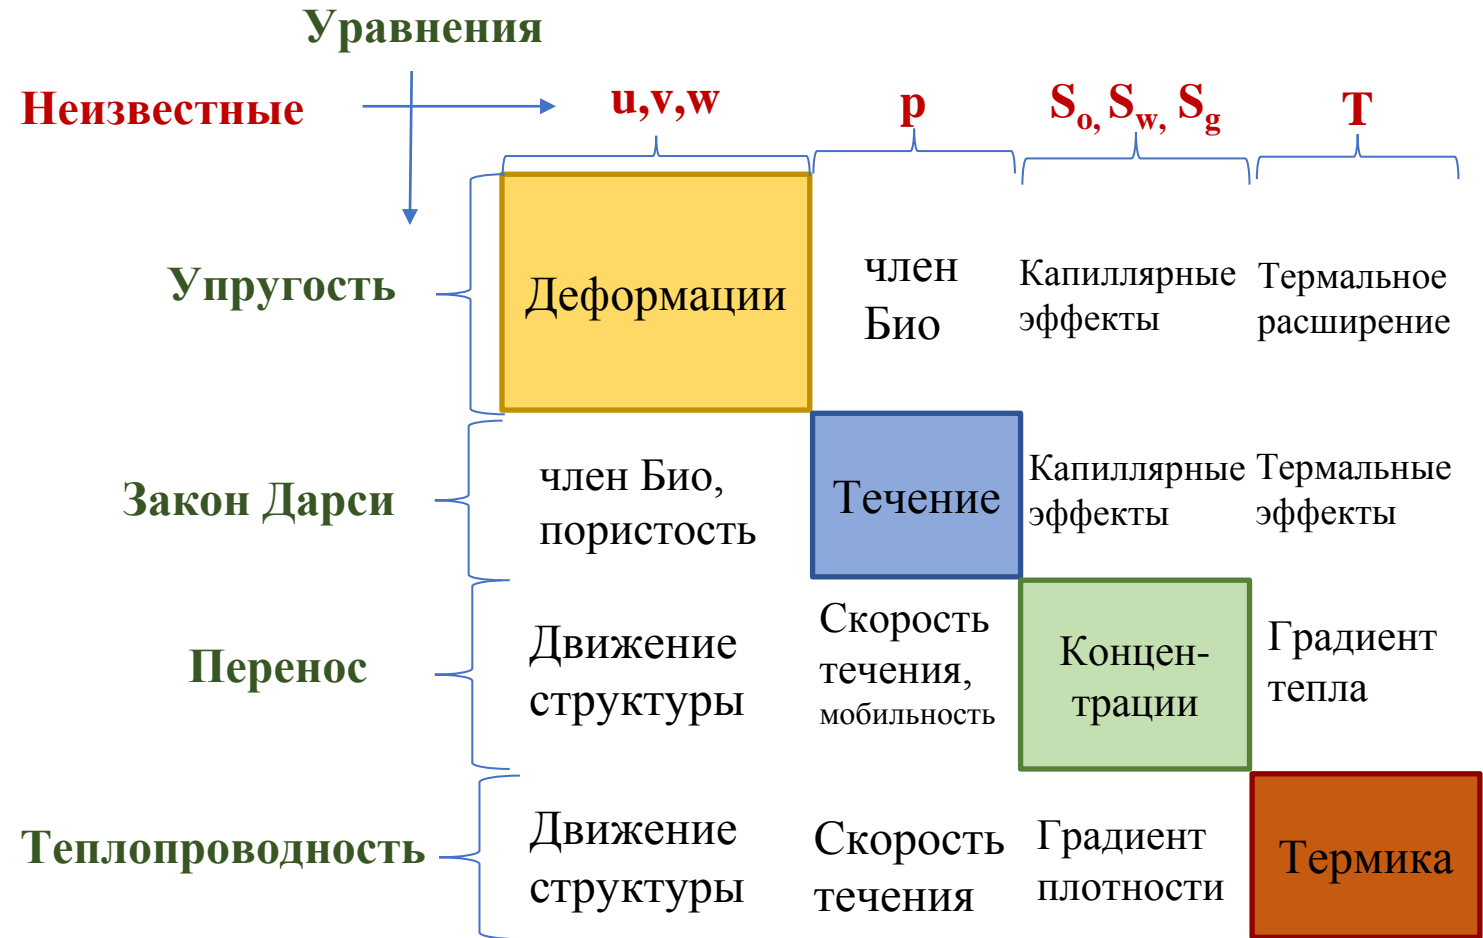 Уравнения
Неизвестные
u,v,w
p
So, Sw, Sg
T
Упругость
Деформации
член
Био
Капиллярные
эффекты
Термальное
расширение
Закон Дарси
член Био,
пористость
Течение
Капиллярные
эффекты
Термальные
эффекты
Перенос
Движение
структуры
Скорость
течения,
мобильность
Концен-
трации
Градиент
тепла
Теплопроводность
Движение
структуры
Скорость
течения
Градиент
плотности
Термика